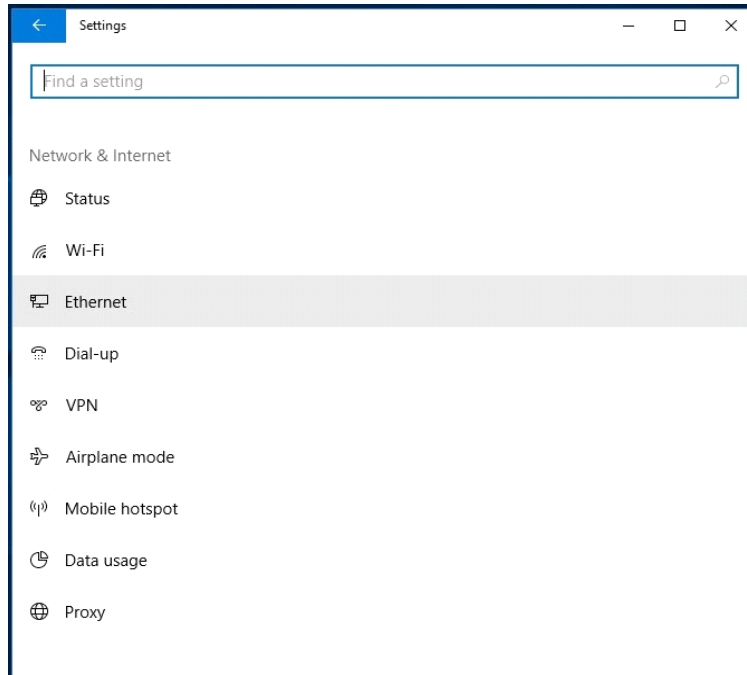 Settings
Find a setting
Network & Internet
Status
Wi-Fi
Ethernet
Dial-up
VPN
Airplane mode
Mobile hotspot
Data usage
Proxy